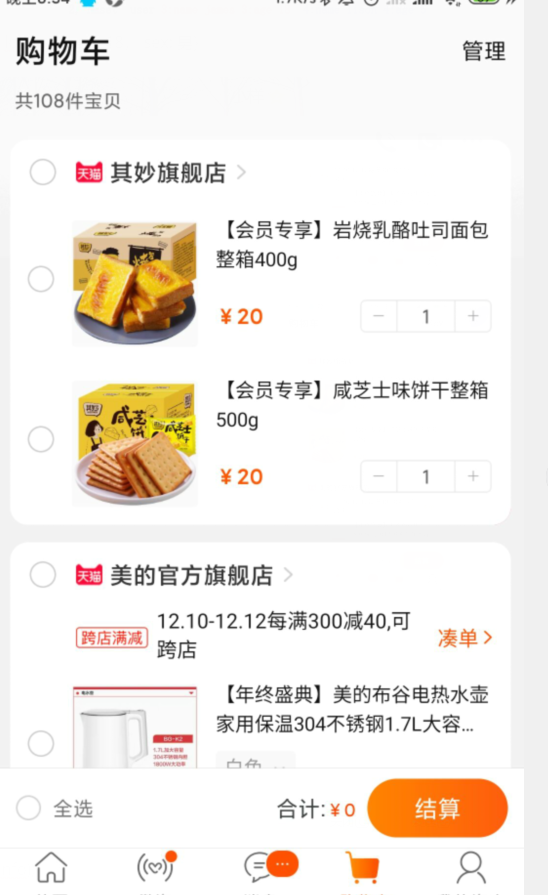 购物车
管理
共108件宝贝
天猫 其妙旗舰店 >
【会员专享】岩烧乳酪吐司面包
整箱400g
¥20
− 1 +
【会员专享】咸芝士味饼干整箱
500g
¥20
− 1 +
天猫 美的官方旗舰店 >
跨店满减
12.10-12.12每满300减40,可
跨店
凑单 >
【年终盛典】美的布谷电热水壶
家用保温304不锈钢1.7L大容...
白色
全选
合计: ¥0
结算